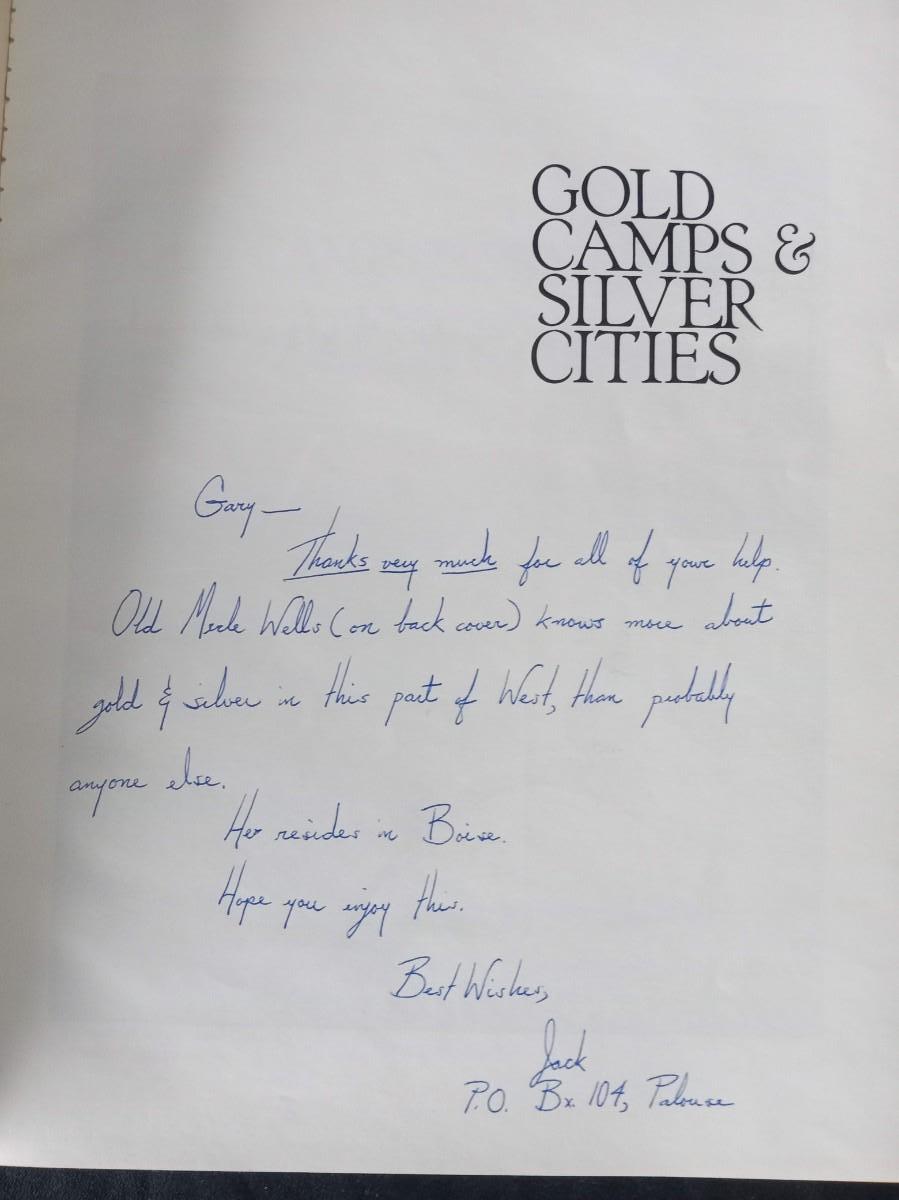 GOLD
CAMPS &
SILVER
CITIES
Gary —
Thanks very much for all of your help.
Old Merle Wells (on back cover) knows more about
gold & silver in this part of West, than probably
anyone else.
Her resides in Boise.
Hope you enjoy this.
Best Wishes,
Jack
P.O. Bx. 104, Palouse